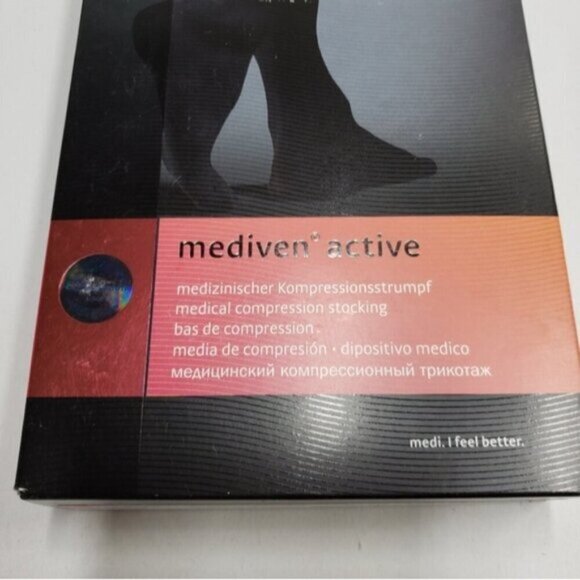 mediven® active
medizinischer Kompressionsstrumpf
medical compression stocking
bas de compression
media de compresión · dipositivo medico
медицинский компрессионный трикотаж
medi. I feel better.